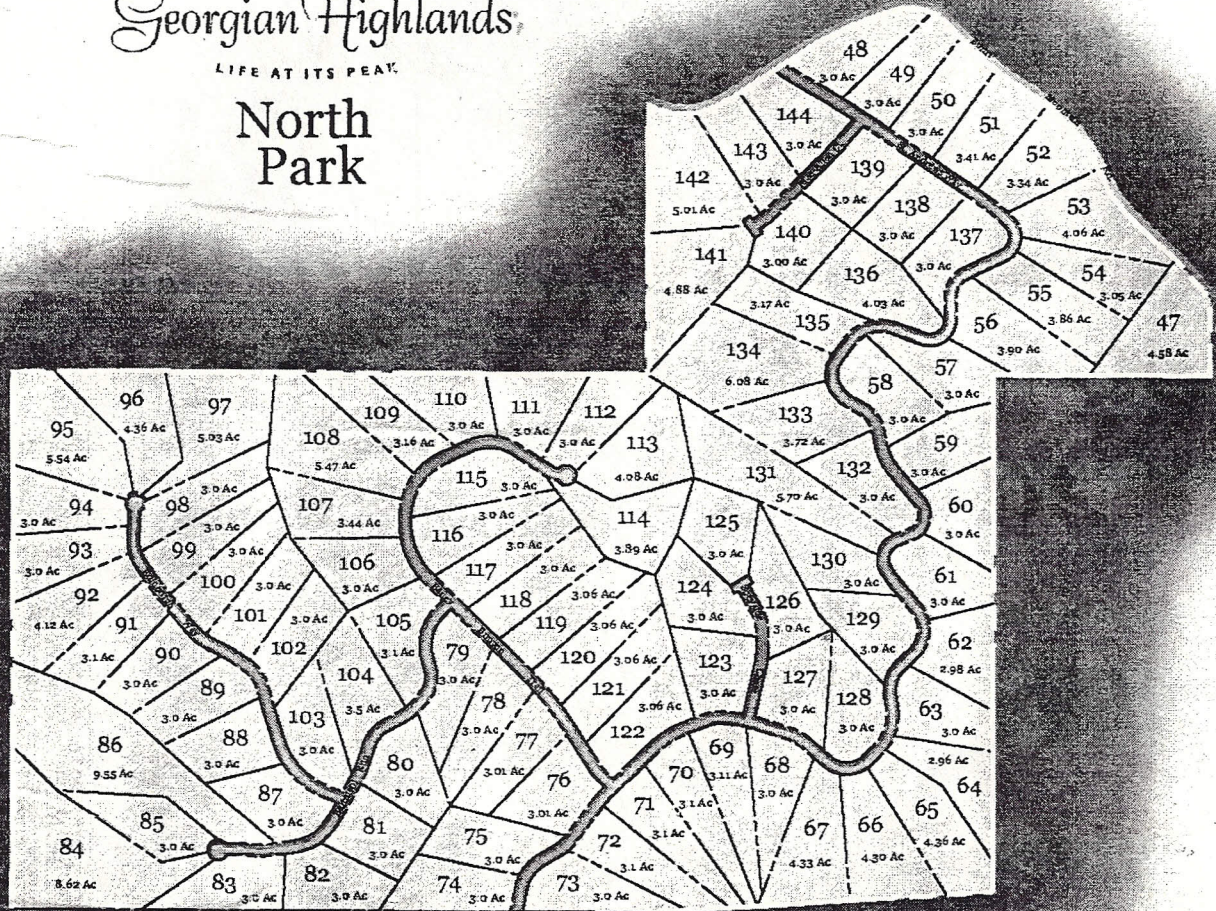 Georgian Highlands
LIFE AT ITS PEAK
North
Park
48
3.0 Ac
49
3.0 Ac
50
3.0 Ac
51
3.41 Ac
52
3.34 Ac
53
4.06 Ac
54
3.05 Ac
55
3.86 Ac
47
4.58 Ac
56
3.90 Ac
144
3.0 Ac
143
3.0 Ac
142
5.01 Ac
141
4.88 Ac
140
3.00 Ac
139
3.0 Ac
138
3.0 Ac
137
3.0 Ac
136
4.03 Ac
3.17 Ac
135
134
6.08 Ac
57
3.0 Ac
58
3.0 Ac
133
3.72 Ac
59
3.0 Ac
132
3.0 Ac
131
5.70 Ac
60
3.0 Ac
61
3.0 Ac
62
2.98 Ac
63
3.0 Ac
2.96 Ac
64
65
4.36 Ac
66
4.30 Ac
67
4.33 Ac
68
3.0 Ac
69
3.11 Ac
70
3.1 Ac
71
3.1 Ac
72
3.1 Ac
73
3.0 Ac
74
3.0 Ac
75
3.0 Ac
76
3.01 Ac
77
3.01 Ac
78
3.0 Ac
79
3.0 Ac
80
3.0 Ac
81
3.0 Ac
82
3.0 Ac
83
3.0 Ac
84
8.62 Ac
85
3.0 Ac
86
9.55 Ac
87
3.0 Ac
88
3.0 Ac
89
3.0 Ac
90
3.0 Ac
91
3.1 Ac
92
4.12 Ac
93
3.0 Ac
94
3.0 Ac
95
5.54 Ac
96
4.36 Ac
97
5.03 Ac
98
3.0 Ac
99
3.0 Ac
100
3.0 Ac
101
3.0 Ac
102
3.0 Ac
103
3.0 Ac
104
3.5 Ac
105
3.1 Ac
106
3.0 Ac
107
3.44 Ac
108
5.47 Ac
109
3.16 Ac
110
3.0 Ac
111
3.0 Ac
112
3.0 Ac
113
4.08 Ac
114
3.89 Ac
115
3.0 Ac
116
3.0 Ac
117
3.0 Ac
118
3.0 Ac
119
3.06 Ac
120
3.06 Ac
121
3.06 Ac
122
3.06 Ac
123
3.0 Ac
124
3.0 Ac
125
3.0 Ac
126
3.0 Ac
127
3.0 Ac
128
129
3.0 Ac
130
3.0 Ac